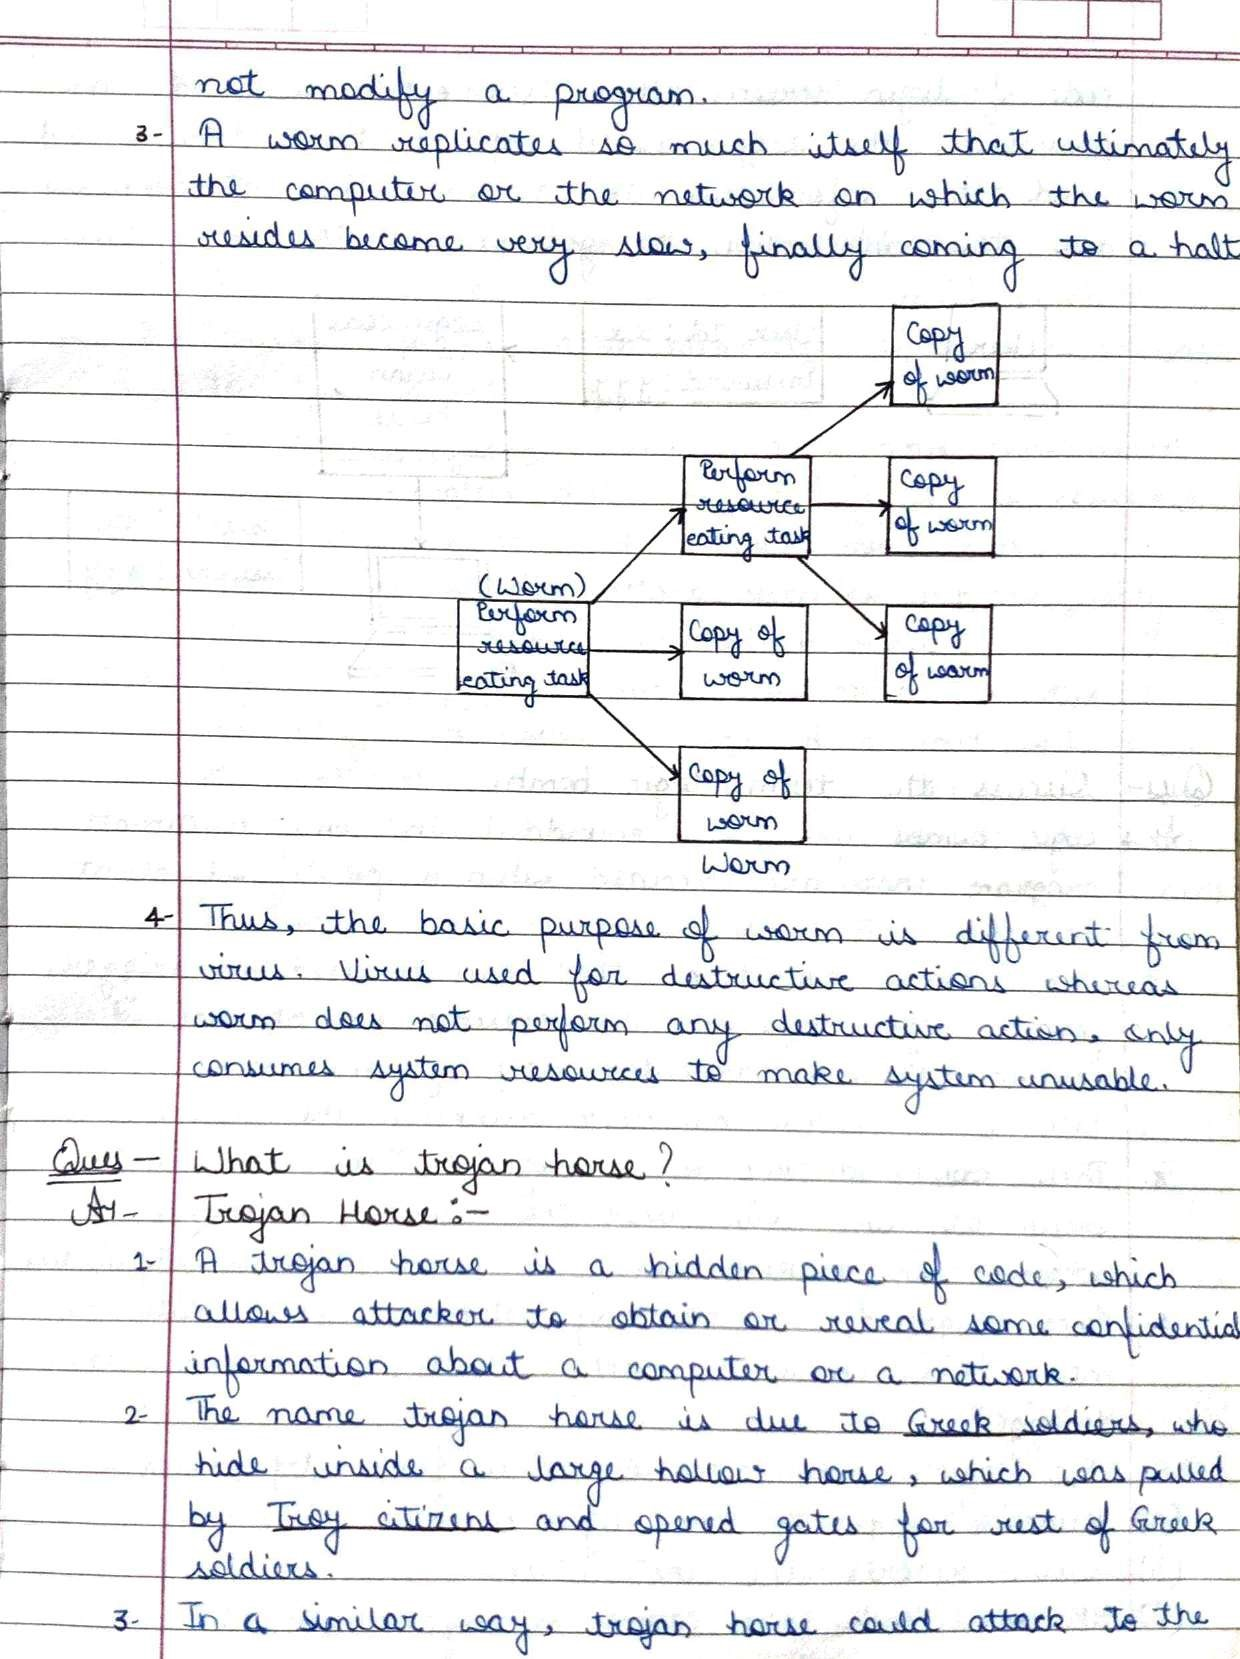 not modify a program.
3- A worm replicates so much itself that ultimately
the computer or the network on which the worm
resides become very slow, finally coming to a halt
Copy
of worm
Perform
resource
eating task
Copy
of worm
(Worm)
Perform
resource
eating task
Copy of
worm
Copy
of worm
Copy of
worm
Worm
4- Thus, the basic purpose of worm is different from
virus. Virus used for destructive actions whereas
worm does not perform any destructive action, only
consumes system resources to make system unusable.
Ques- What is trojan horse?
A- Trojan Horse:-
1- A trojan horse is a hidden piece of code, which
allows attacker to obtain or reveal some confidential
information about a computer or a network.
2- The name trojan horse is due to Greek soldiers, who
hide inside a large hollow horse, which was pulled
by Troy citizens and opened gates for rest of Greek
soldiers.
3- In a similar way, trojan horse could attack to the